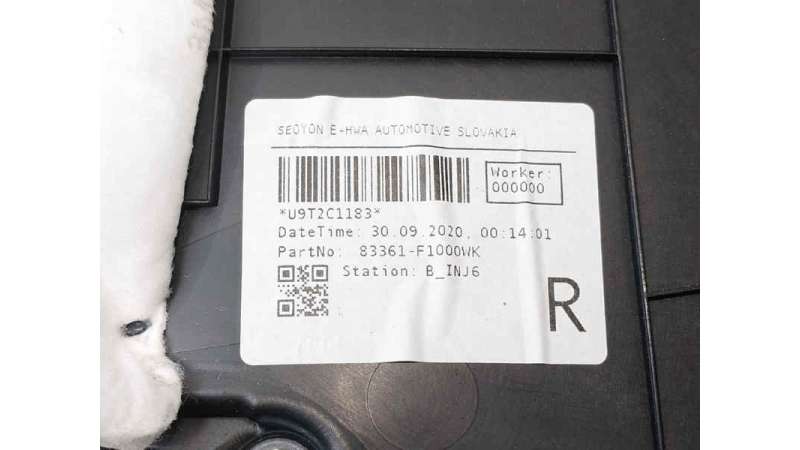 SEOYON E-HWA AUTOMOTIVE SLOVAKIA
Worker:
000000
*U9T2C1183*
DateTime: 30.09.2020, 00:14:01
PartNo: 83361-F1000WK
Station: B_INJ6
R